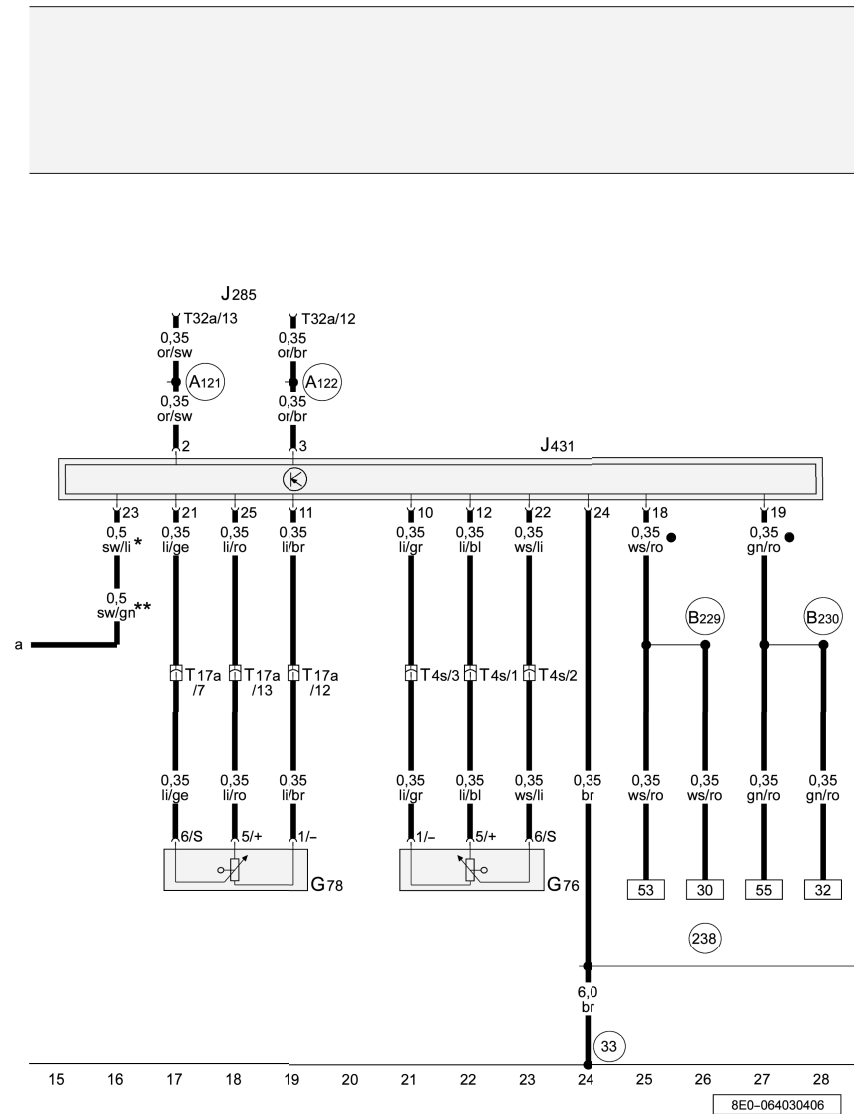 J285
T32a/13 T32a/12
0,35 0,35
or/sw or/br
A121 A122
0,35 0,35
or/sw or/br
2 3 J431
23 21 25 11 10 12 22 24 18 19
0,5 0,35 0,35 0,35 0,35 0,35 0,35 0,35 0,35
sw/li * li/ge li/ro li/br li/gr li/bl ws/li ws/ro gn/ro
0,5
sw/gn** B229 B230
a
T17a T17a T17a T4s/3 T4s/1 T4s/2
/7 /13 /12
0,35 0,35 0,35 0,35 0,35 0,35 0,35 0,35 0,35 0,35 0,35
li/ge li/ro li/br li/gr li/bl ws/li br ws/ro ws/ro gn/ro gn/ro
6/S 5/+ 1/– 1/– 5/+ 6/S
G78 G76 53 30 55 32
238
6,0
br
33
15 16 17 18 19 20 21 22 23 24 25 26 27 28
8E0-064030406